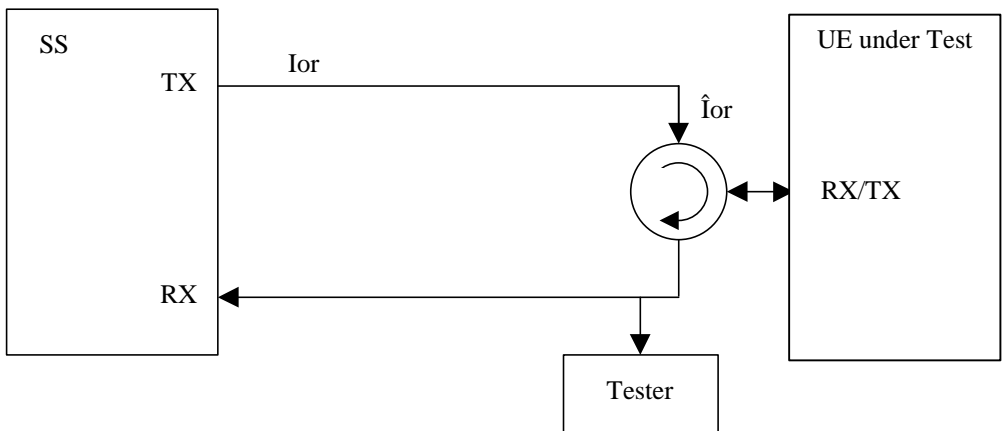 SS
UE under Test
TX
Ior
Îor
RX/TX
RX
Tester